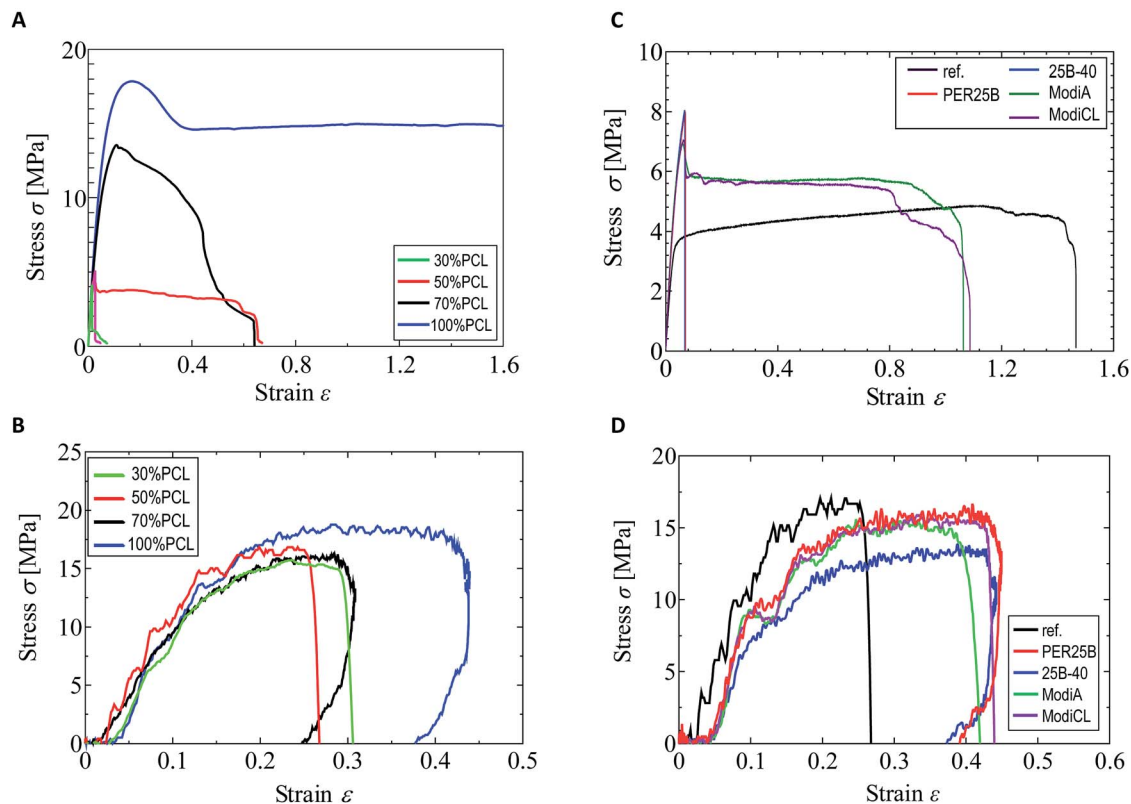 A
20
10
0
Stress σ [MPa]
0 0.4 0.8 1.2 1.6
Strain ε
30%PCL
50%PCL
70%PCL
100%PCL
C
10
8
6
4
2
0
Stress σ [MPa]
0 0.4 0.8 1.2 1.6
Strain ε
ref.
PER25B
25B-40
ModiA
ModiCL
B
25
20
15
10
5
0
Stress σ [MPa]
0 0.1 0.2 0.3 0.4 0.5
Strain ε
30%PCL
50%PCL
70%PCL
100%PCL
D
20
15
10
5
0
Stress σ [MPa]
0 0.1 0.2 0.3 0.4 0.5 0.6
Strain ε
ref.
PER25B
25B-40
ModiA
ModiCL